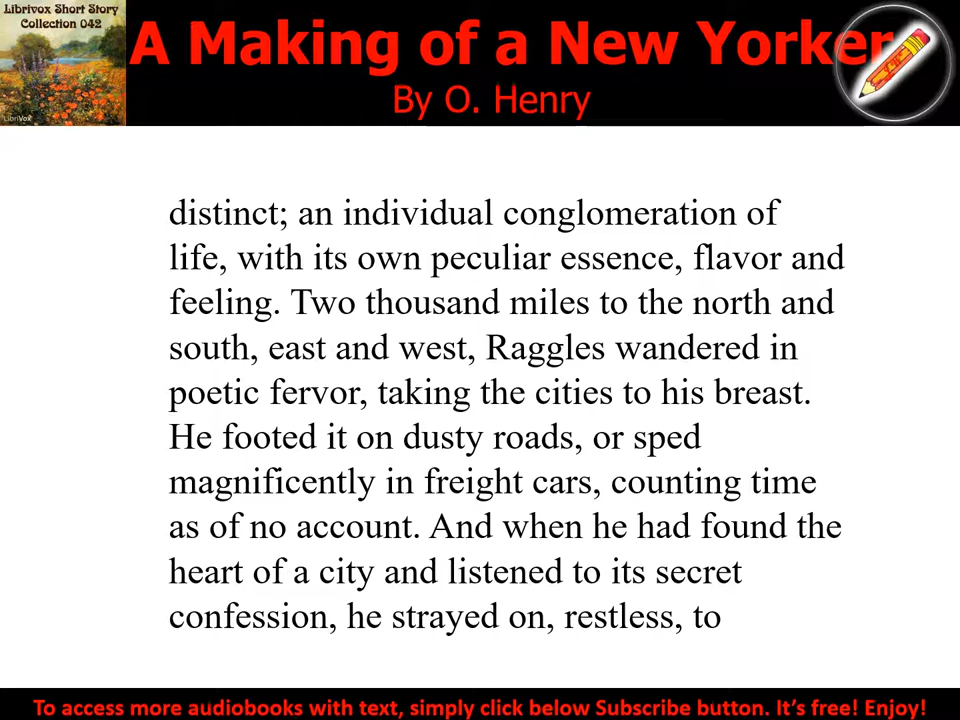 Librivox Short Story
Collection 042
LibriVox
A Making of a New Yorker
By O. Henry
distinct; an individual conglomeration of
life, with its own peculiar essence, flavor and
feeling. Two thousand miles to the north and
south, east and west, Raggles wandered in
poetic fervor, taking the cities to his breast.
He footed it on dusty roads, or sped
magnificently in freight cars, counting time
as of no account. And when he had found the
heart of a city and listened to its secret
confession, he strayed on, restless, to
To access more audiobooks with text, simply click below Subscribe button. It's free! Enjoy!